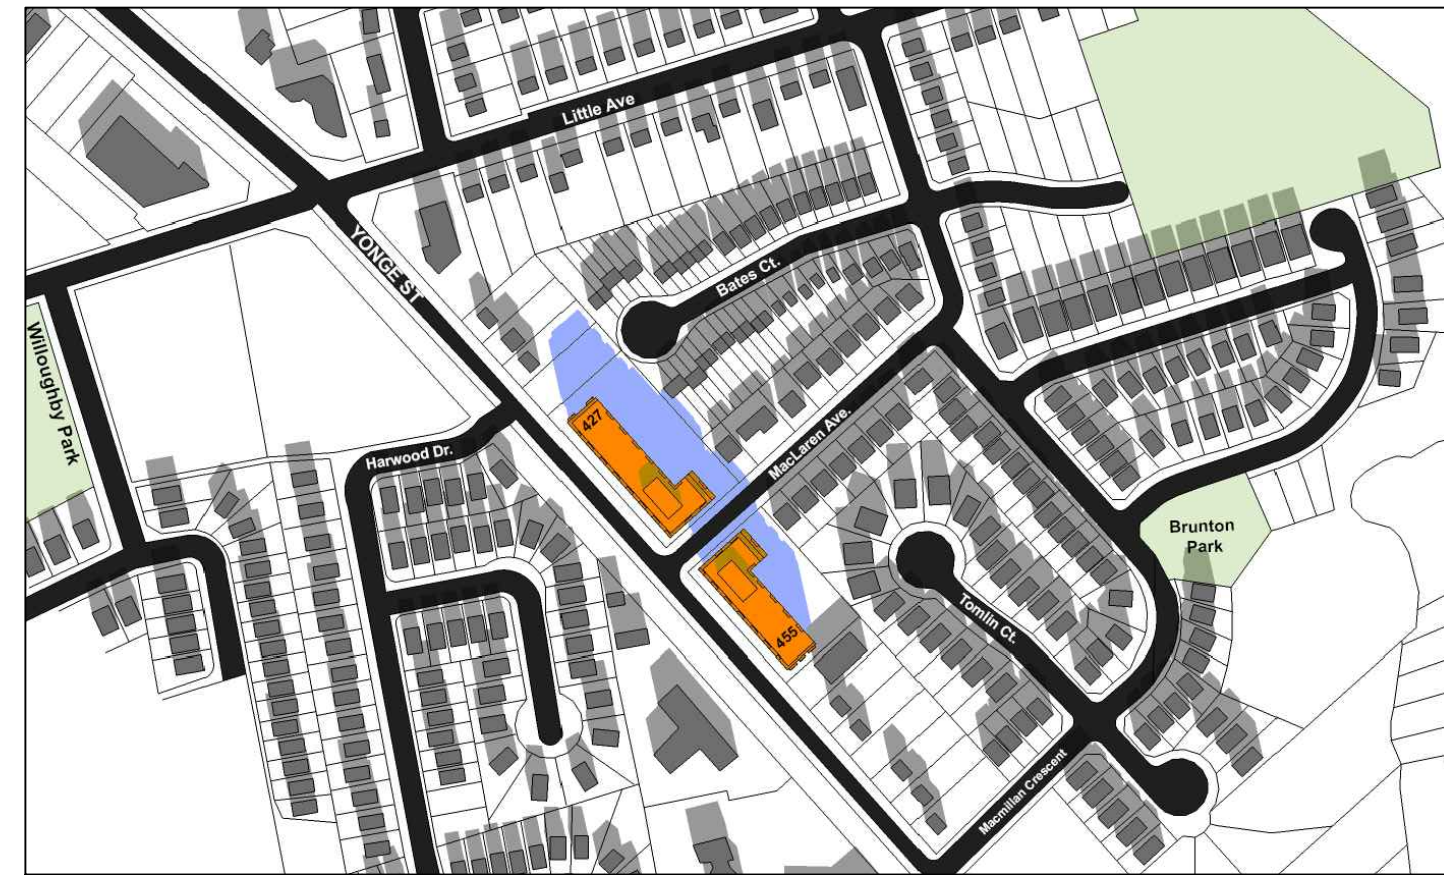 Little Ave
YONGE ST
Bates Ct.
Willoughby Park
427
MacLaren Ave.
Harwood Dr.
Brunton
Park
455
Tomlin Ct.
Macmillan Crescent